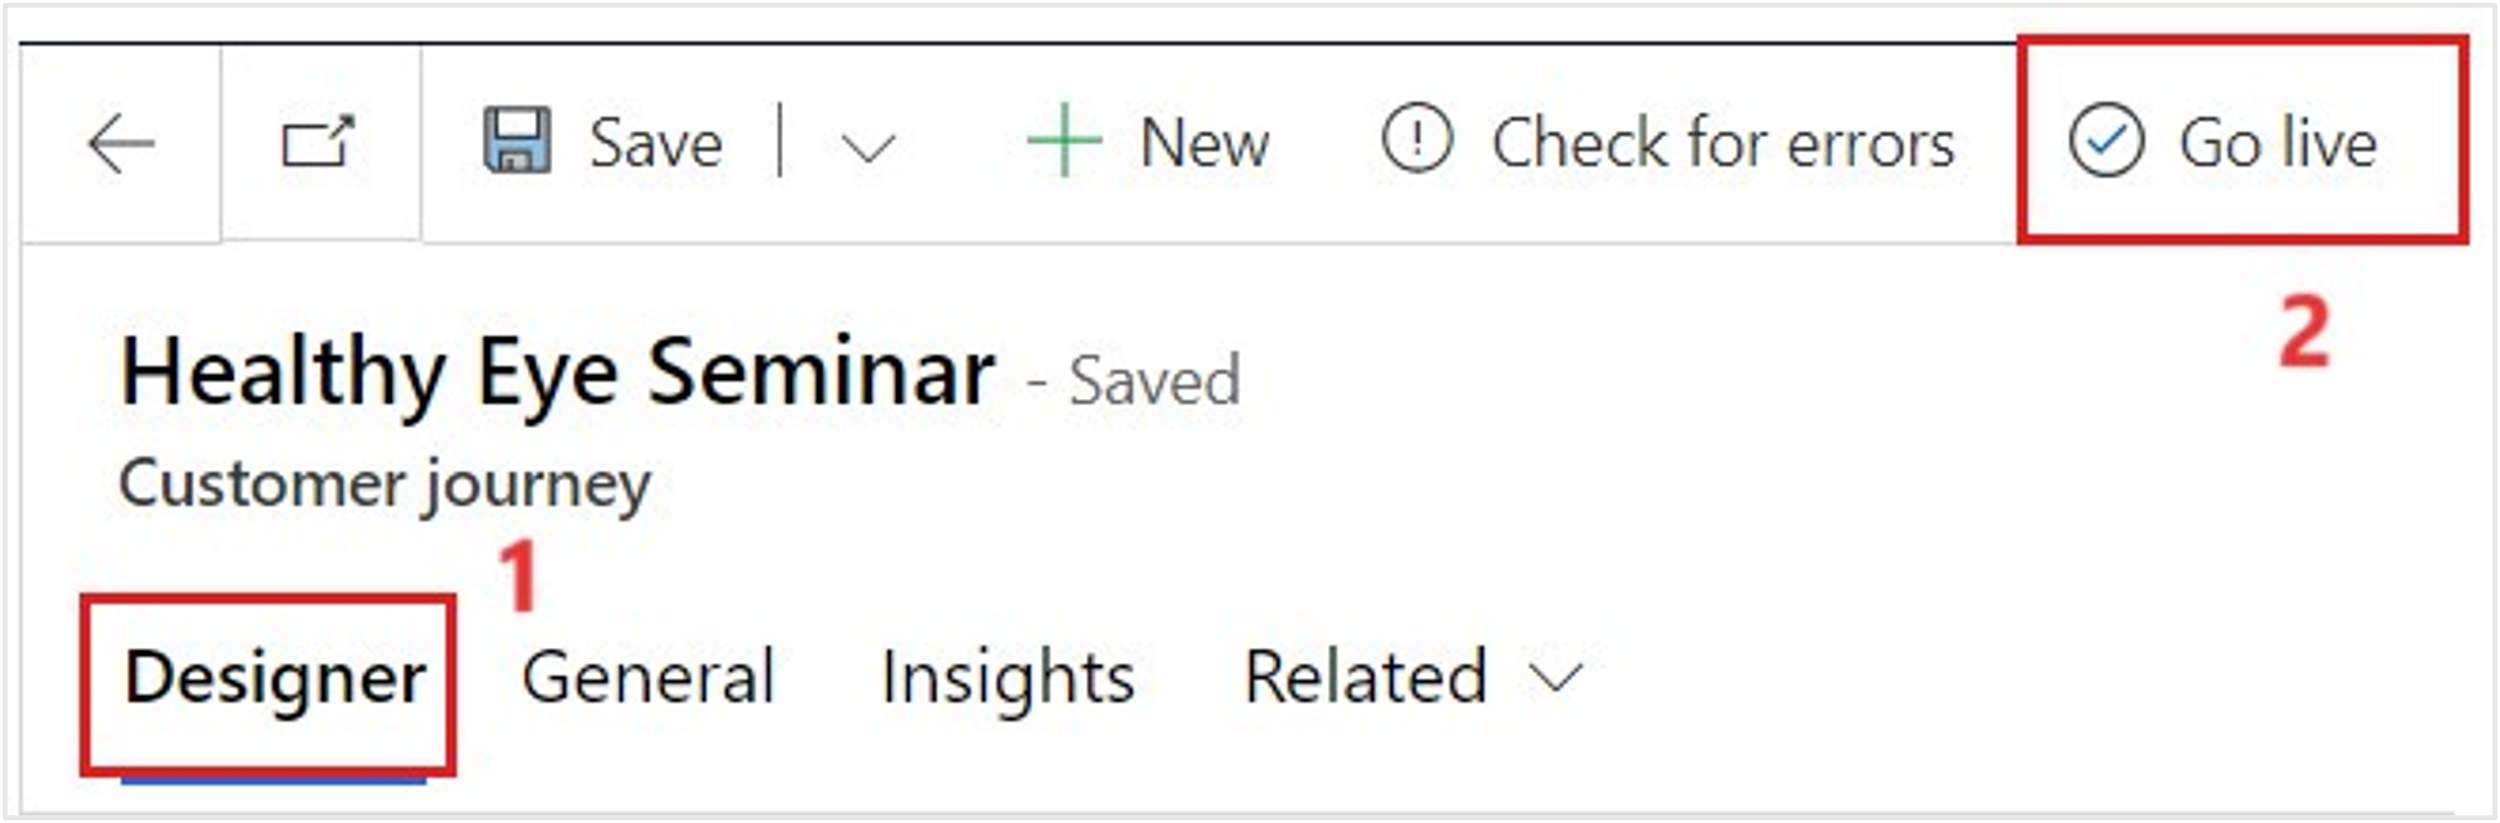 Save New Check for errors Go live
2
Healthy Eye Seminar - Saved
Customer journey
1
Designer General Insights Related